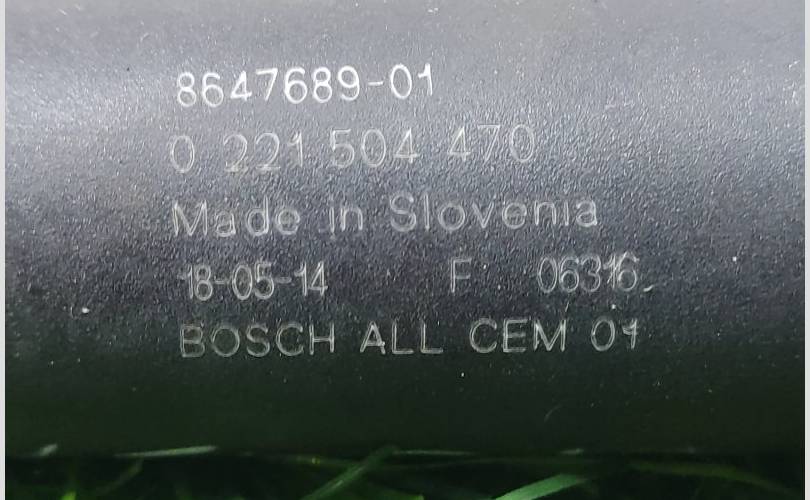 8647689-01
0 221 504 470
Made in Slovenia
18-05-14 F 06316
BOSCH ALL CEM 01